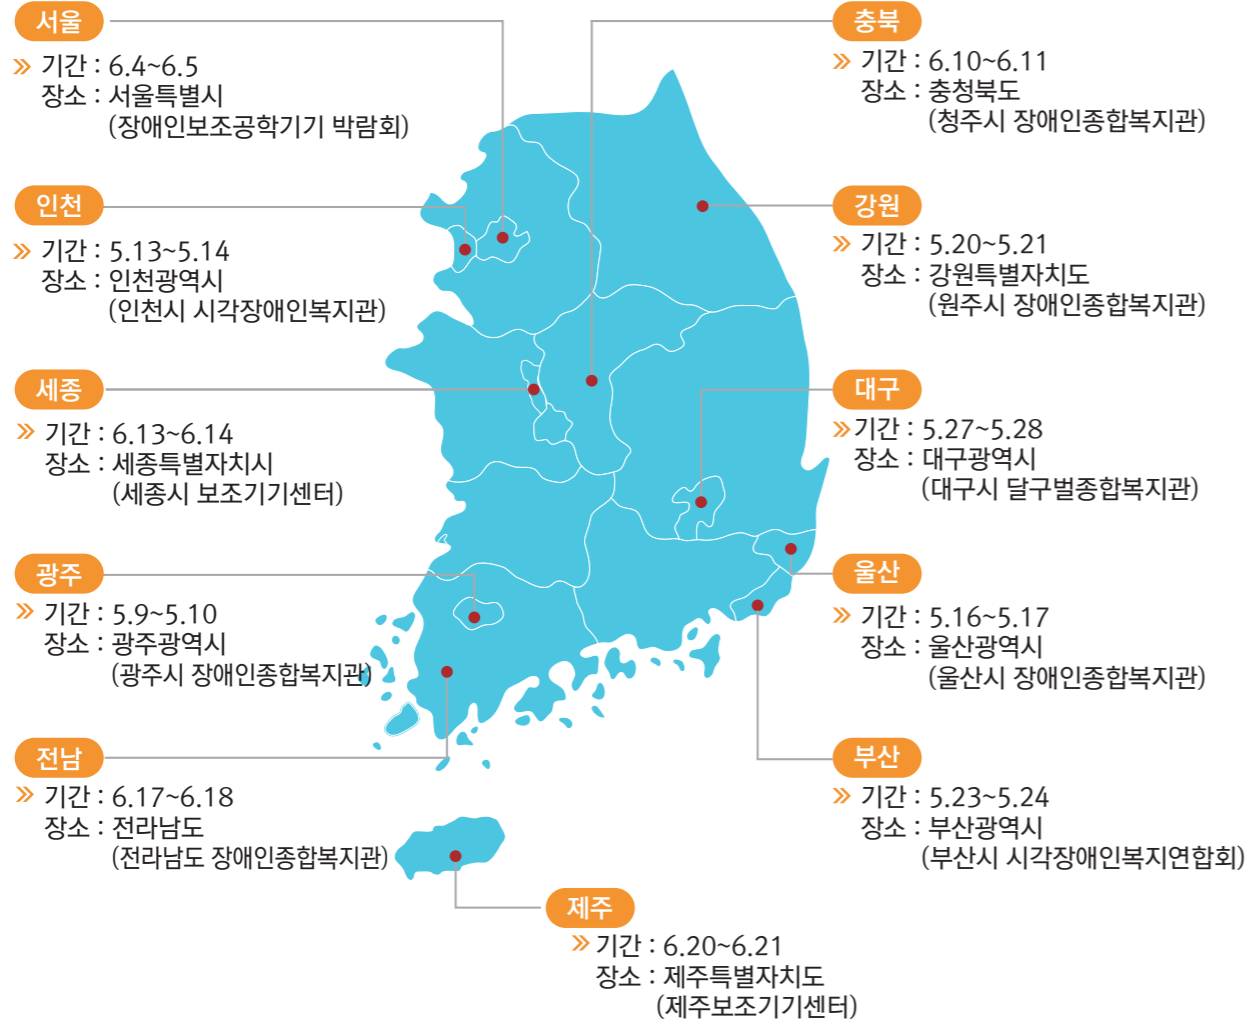 서울
기간 : 6.4~6.5
장소 : 서울특별시
(장애인보조공학기기 박람회)
인천
기간 : 5.13~5.14
장소 : 인천광역시
(인천시 시각장애인복지관)
세종
기간 : 6.13~6.14
장소 : 세종특별자치시
(세종시 보조기기센터)
광주
기간 : 5.9~5.10
장소 : 광주광역시
(광주시 장애인종합복지관)
전남
기간 : 6.17~6.18
장소 : 전라남도
(전라남도 장애인종합복지관)
충북
기간 : 6.10~6.11
장소 : 충청북도
(청주시 장애인종합복지관)
강원
기간 : 5.20~5.21
장소 : 강원특별자치도
(원주시 장애인종합복지관)
대구
기간 : 5.27~5.28
장소 : 대구광역시
(대구시 달구벌종합복지관)
울산
기간 : 5.16~5.17
장소 : 울산광역시
(울산시 장애인종합복지관)
부산
기간 : 5.23~5.24
장소 : 부산광역시
(부산시 시각장애인복지연합회)
제주
기간 : 6.20~6.21
장소 : 제주특별자치도
(제주보조기기센터)